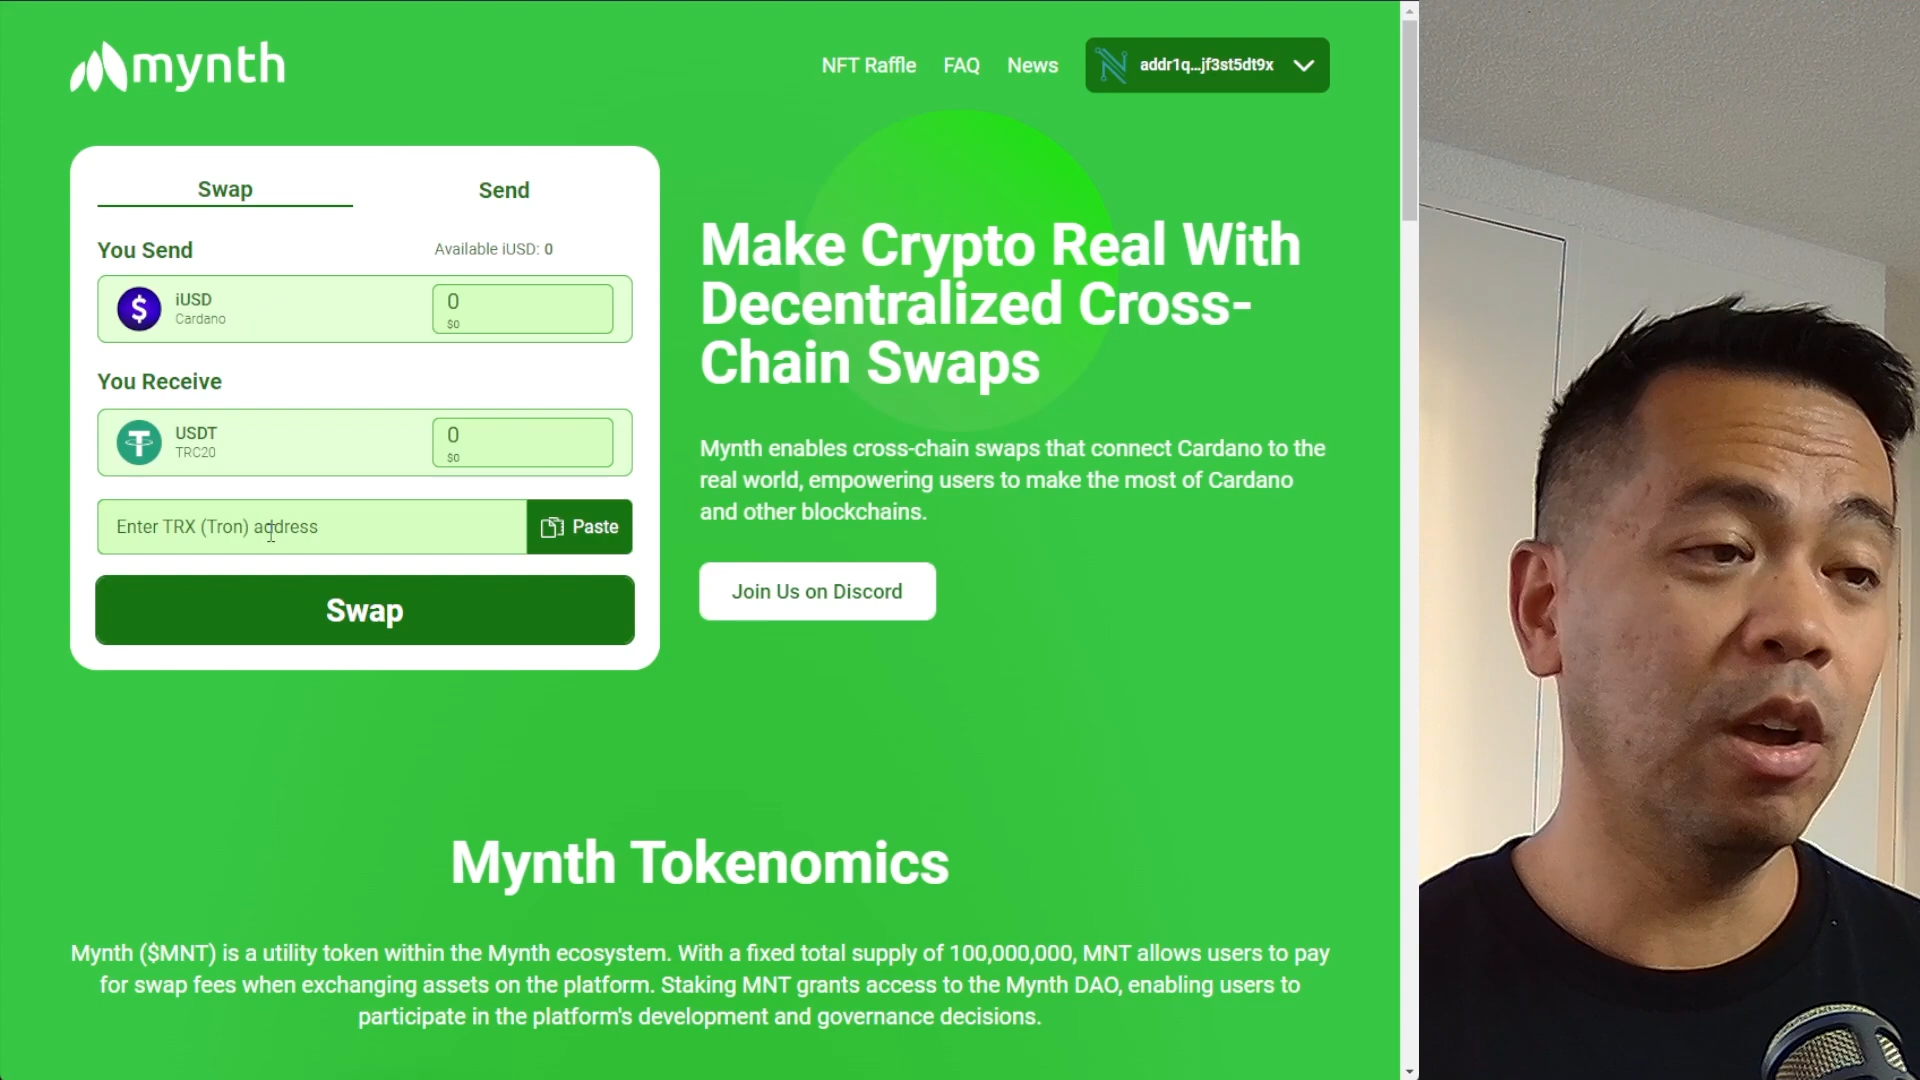 mynth
NFT Raffle
FAQ
News
addr1q...jf3st5dt9x
Swap
Send
You Send
Available iUSD: 0
iUSD
Cardano
0
$0
You Receive
USDT
TRC20
0
$0
Enter TRX (Tron) address
Paste
Swap
Make Crypto Real With
Decentralized Cross-
Chain Swaps
Mynth enables cross-chain swaps that connect Cardano to the
real world, empowering users to make the most of Cardano
and other blockchains.
Join Us on Discord
Mynth Tokenomics
Mynth ($MNT) is a utility token within the Mynth ecosystem. With a fixed total supply of 100,000,000, MNT allows users to pay
for swap fees when exchanging assets on the platform. Staking MNT grants access to the Mynth DAO, enabling users to
participate in the platform's development and governance decisions.